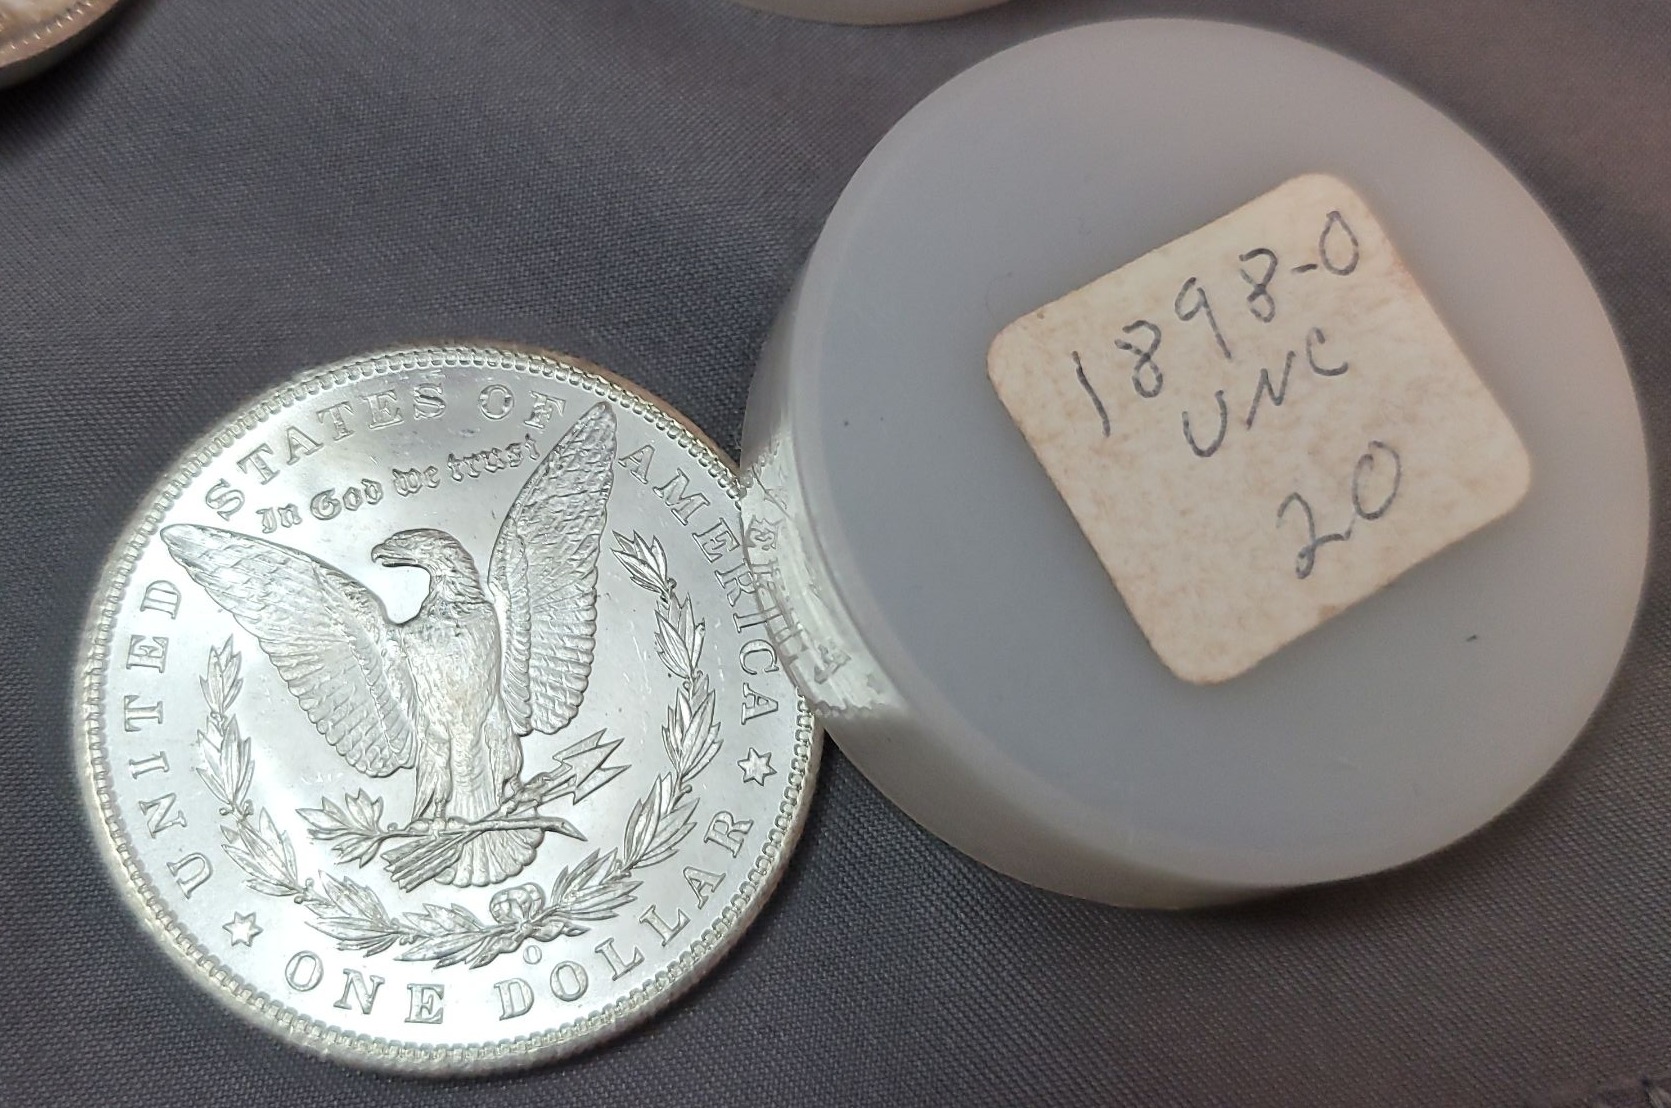 UNITED STATES OF AMERICA
In God we trust
O
ONE DOLLAR
1898-O
UNC
20